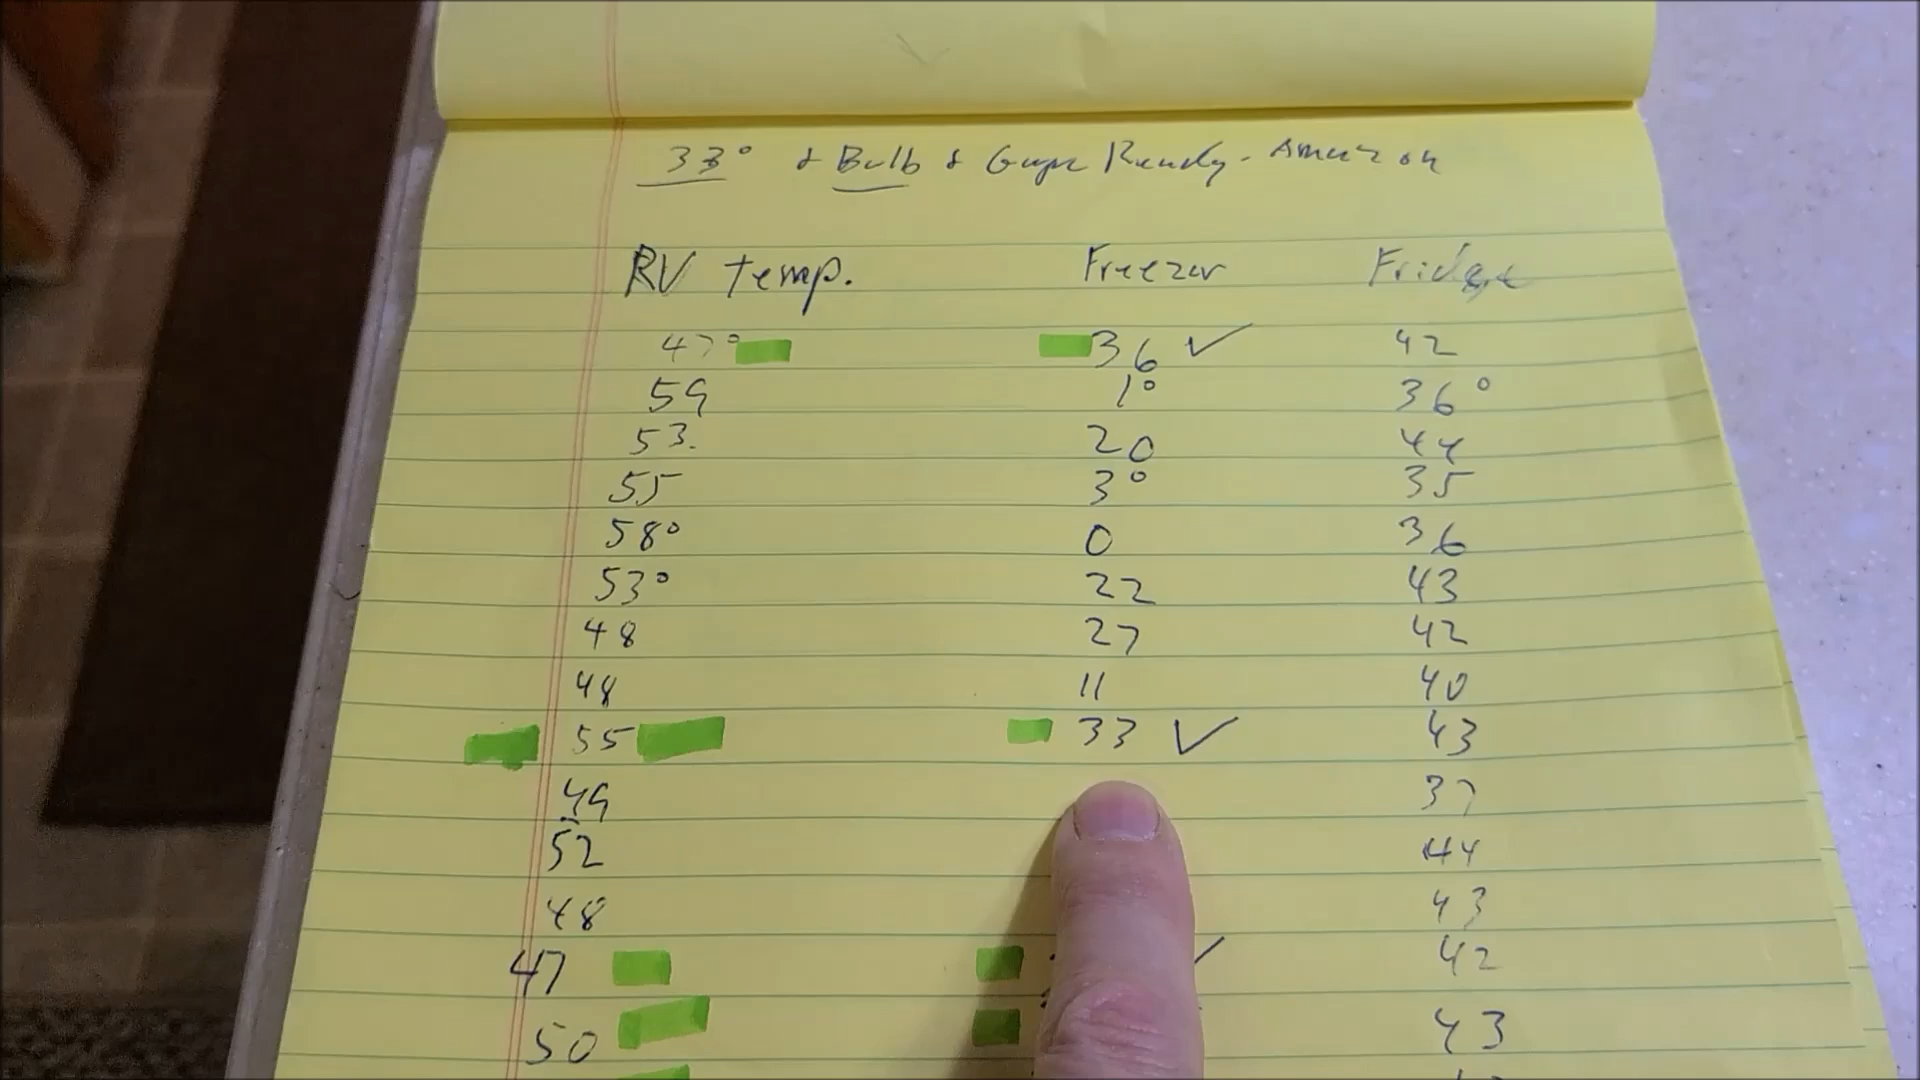 33° & Bulb & Guys Ready - Amazon
RV temp. Freezer Fridge
47° 36 ✓ 42
59 1° 36°
53. 20 44
55 3° 35
58° 0 36
53° 22 43
48 27 42
48 11 40
55 33 ✓ 43
49 37
52 44
48 43
47 42
50 43